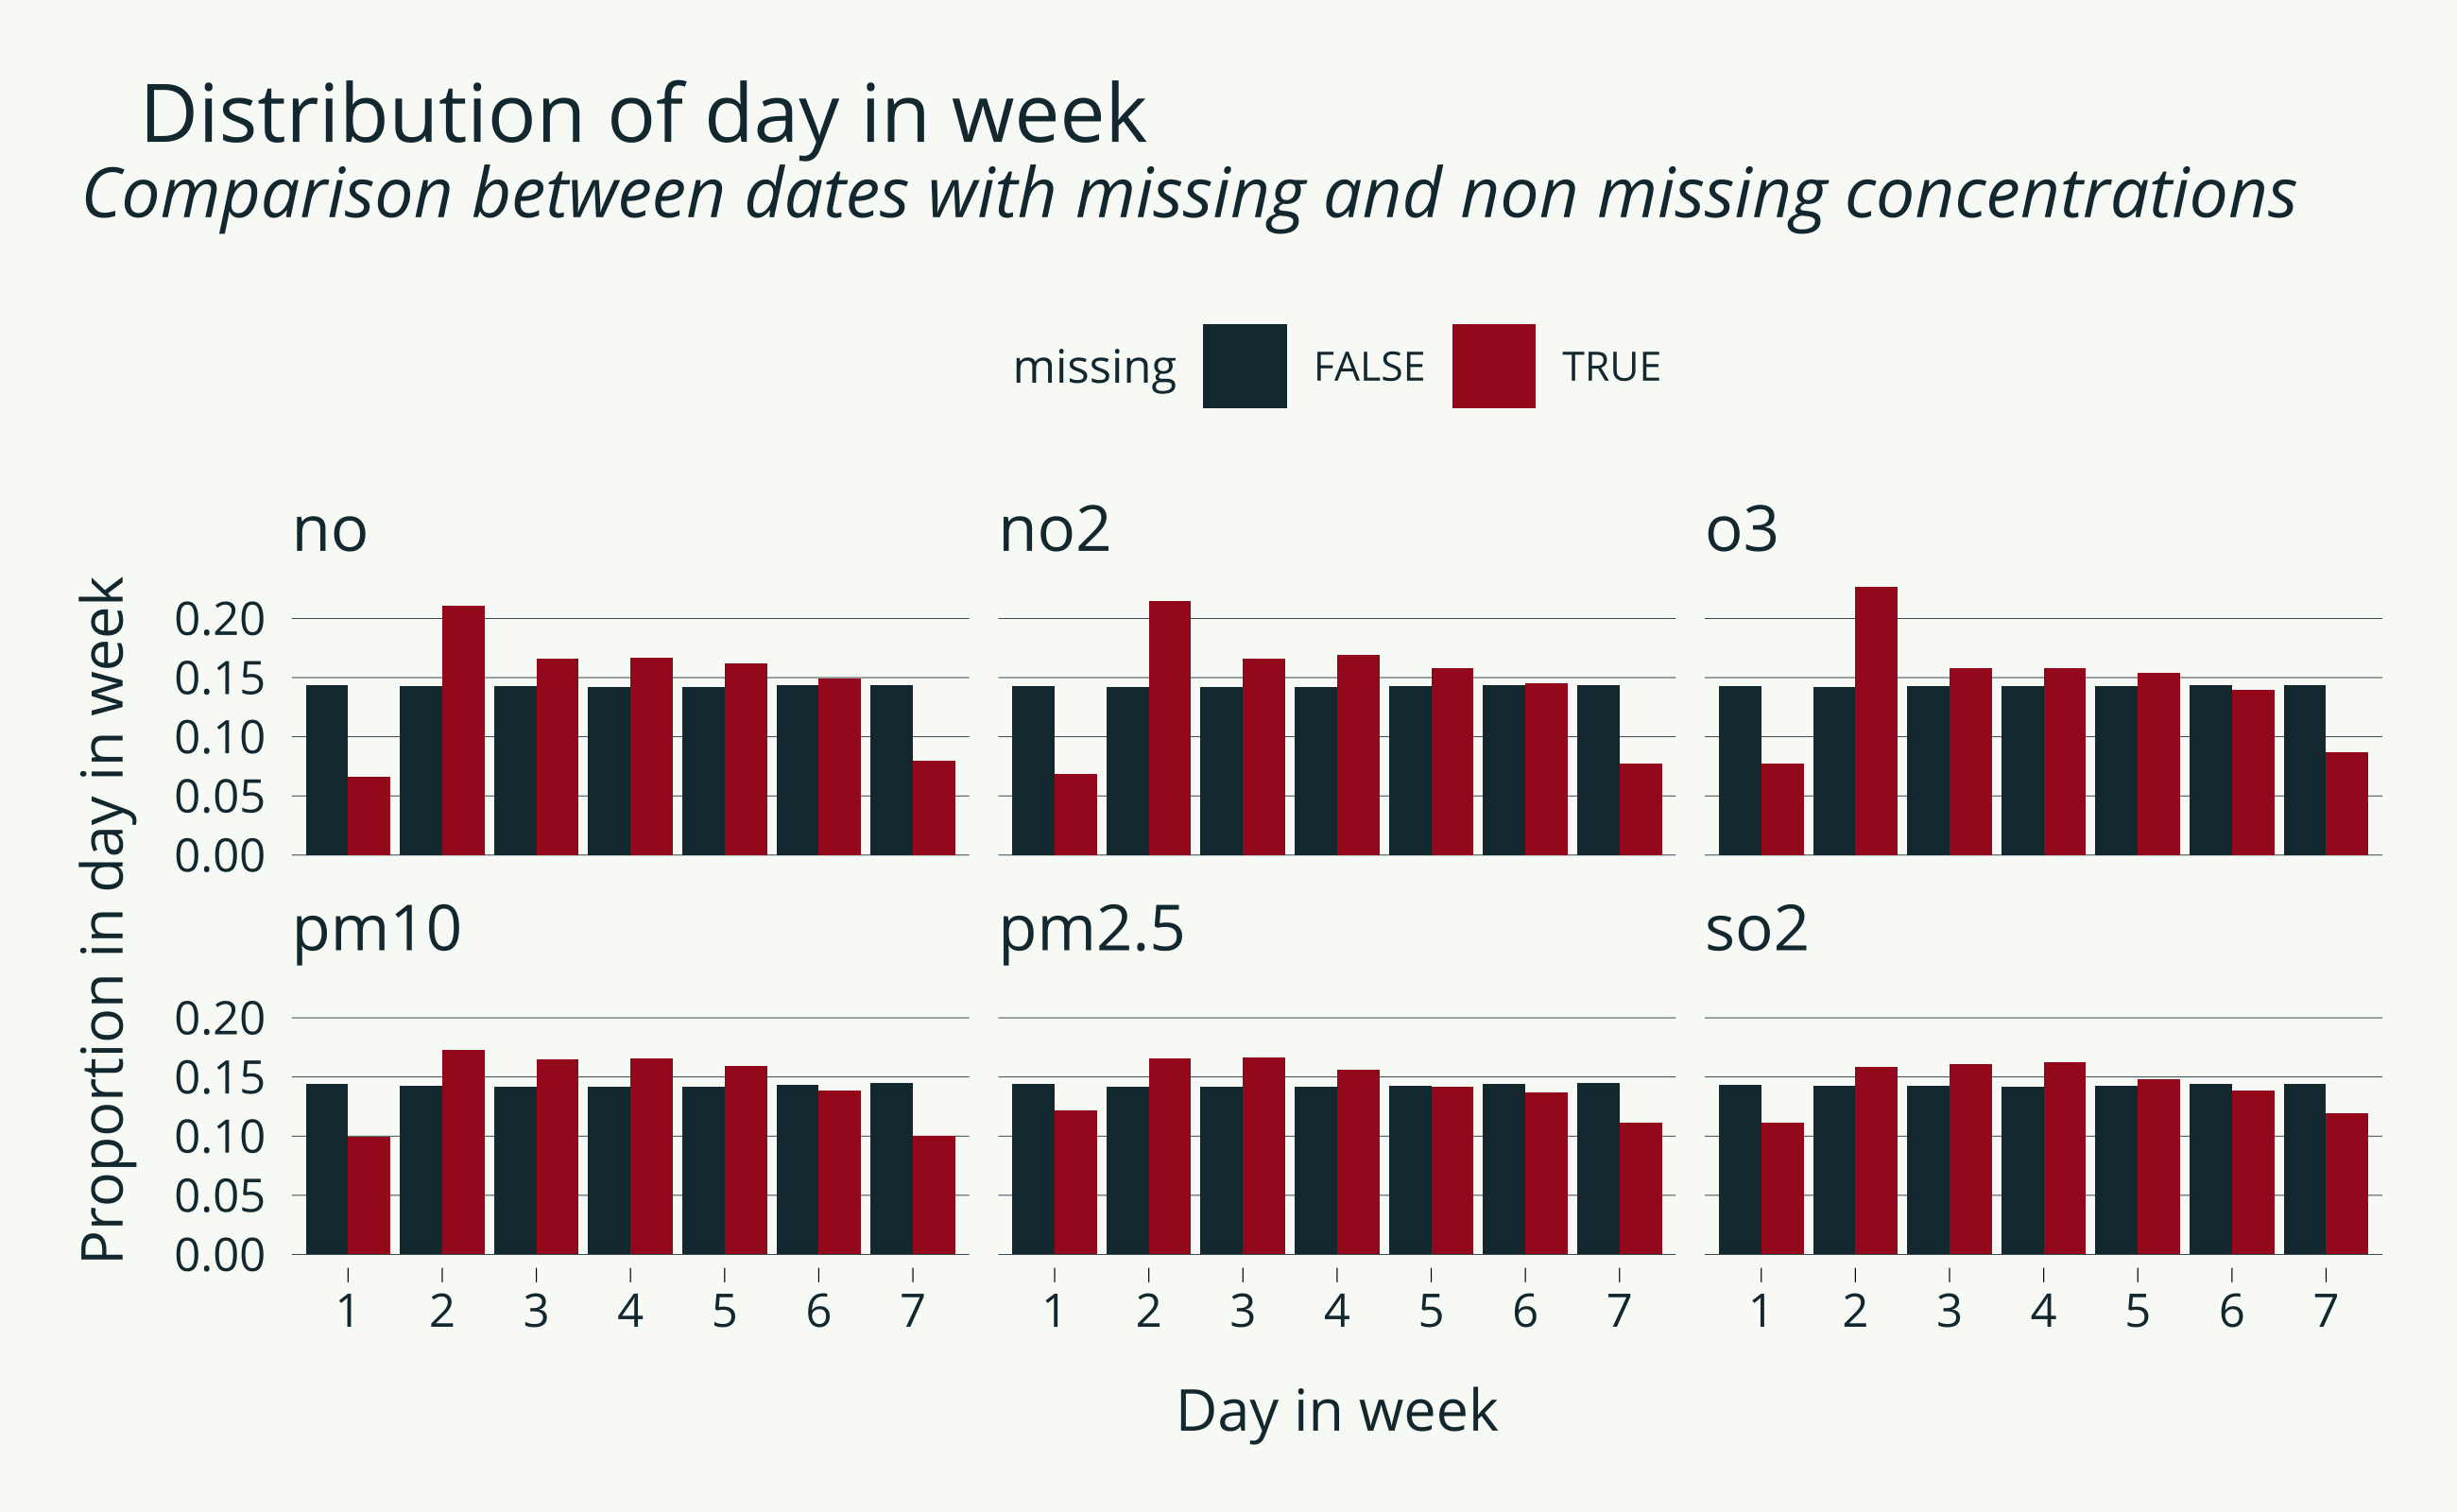 Distribution of day in week
Comparison between dates with missing and non missing concentrations
missing FALSE TRUE
no no2 o3
Proportion in day in week
0.20
0.15
0.10
0.05
0.00
pm10 pm2.5 so2
0.20
0.15
0.10
0.05
0.00
1 2 3 4 5 6 7 1 2 3 4 5 6 7 1 2 3 4 5 6 7
Day in week